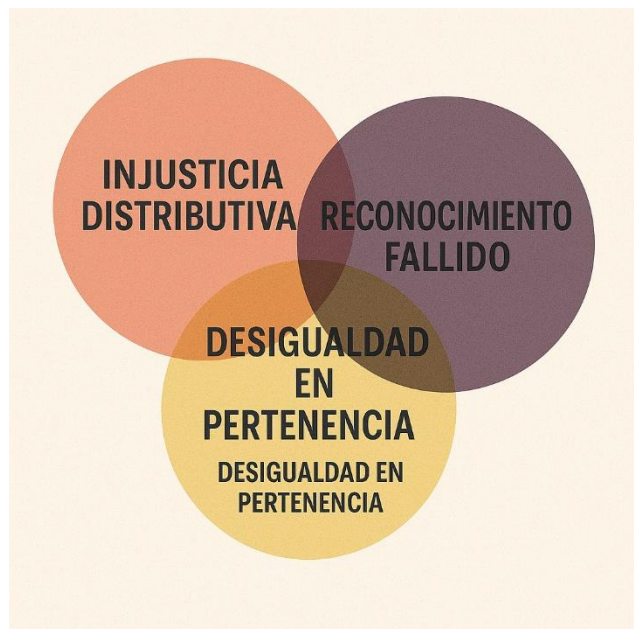 INJUSTICIA
DISTRIBUTIVA
RECONOCIMIENTO
FALLIDO
DESIGUALDAD
EN
PERTENENCIA
DESIGUALDAD EN
PERTENENCIA